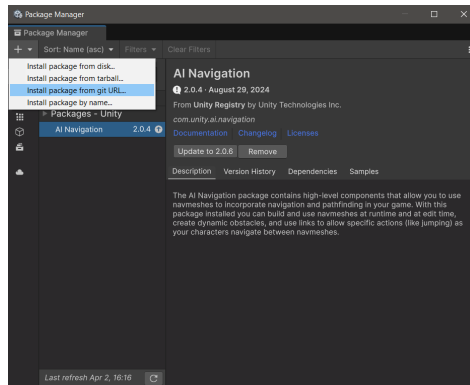 Package Manager
Package Manager
+ Sort: Name (asc) Filters Clear Filters
Install package from disk...
Install package from tarball...
Install package from git URL...
Install package by name...
Packages - Unity
AI Navigation 2.0.4
AI Navigation
2.0.4 · August 29, 2024
From Unity Registry by Unity Technologies Inc.
com.unity.ai.navigation
Documentation Changelog Licenses
Update to 2.0.6 Remove
Description Version History Dependencies Samples
The AI Navigation package contains high-level components that allow you to use
navmeshes to incorporate navigation and pathfinding in your game. With this
package installed you can build and use navmeshes at runtime and at edit time,
create dynamic obstacles, and use links to allow specific actions (like jumping) as
your characters navigate between navmeshes.
Last refresh Apr 2, 16:16